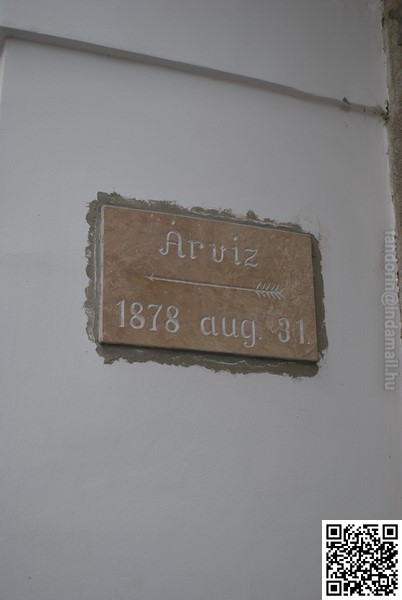 Árvíz
1878 aug. 31.
fandorin@indamail.hu